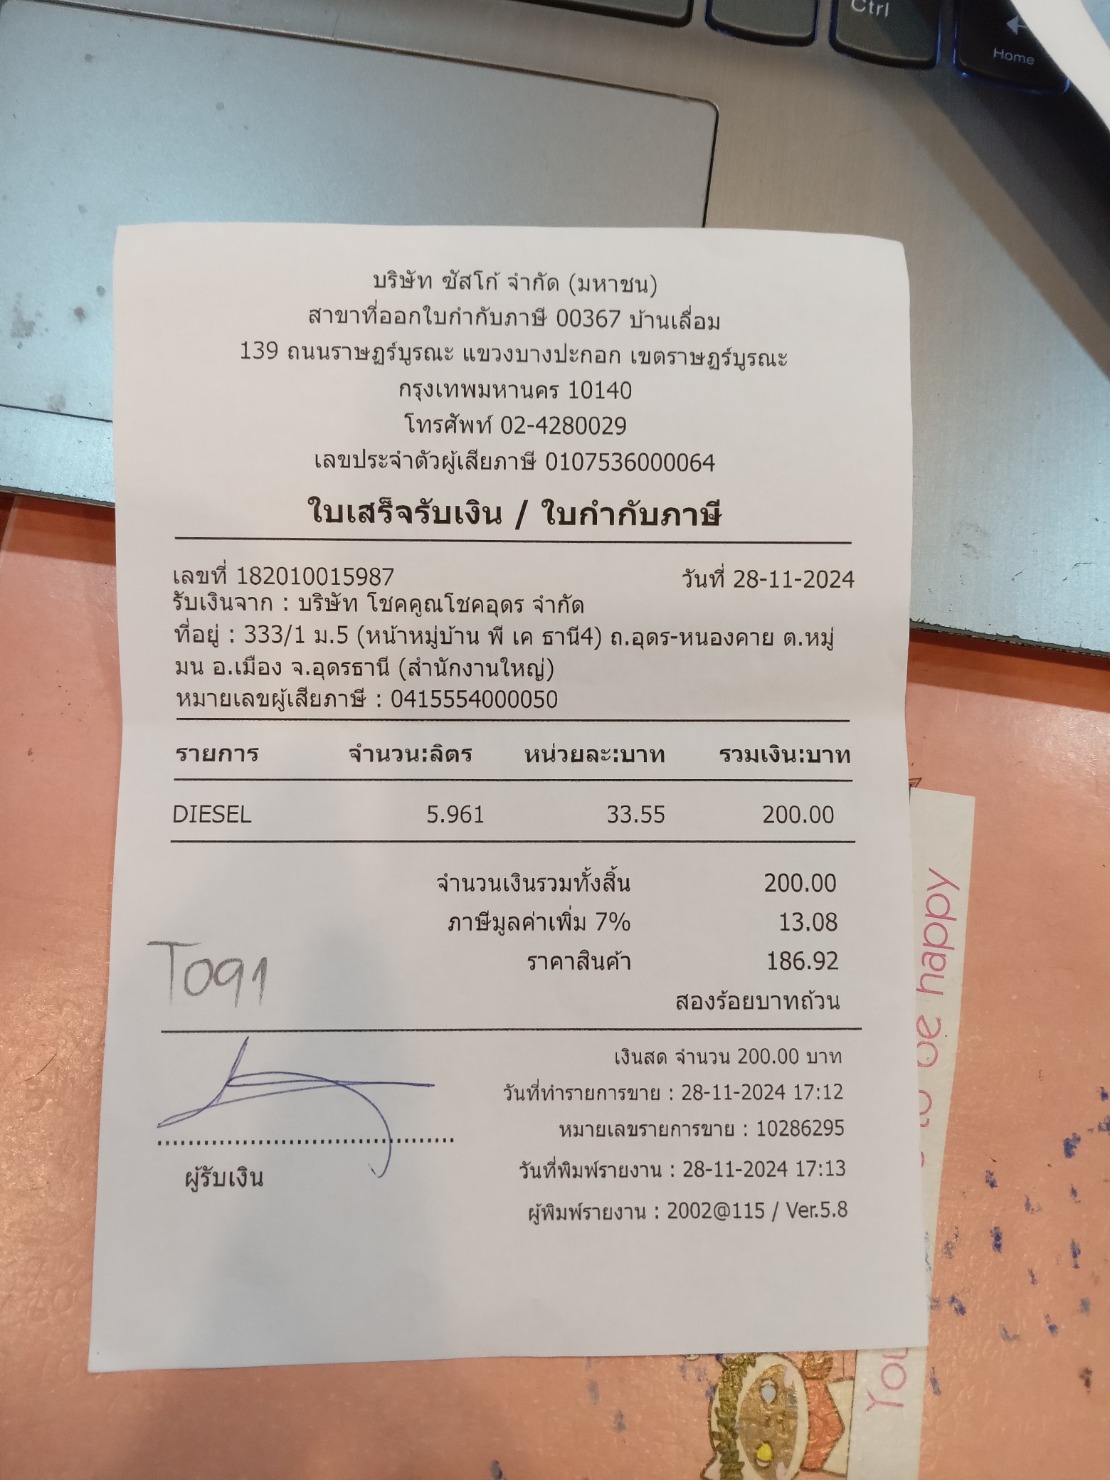 Ctrl
Home
บริษัท ซัสโก้ จำกัด (มหาชน)
สาขาที่ออกใบกำกับภาษี 00367 บ้านเลื่อม
139 ถนนราษฎร์บูรณะ แขวงบางปะกอก เขตราษฎร์บูรณะ
กรุงเทพมหานคร 10140
โทรศัพท์ 02-4280029
เลขประจำตัวผู้เสียภาษี 0107536000064
ใบเสร็จรับเงิน / ใบกำกับภาษี
เลขที่ 182010015987 วันที่ 28-11-2024
รับเงินจาก : บริษัท โชคคูณโชคอุดร จำกัด
ที่อยู่ : 333/1 ม.5 (หน้าหมู่บ้าน พี เค ธานี4) ถ.อุดร-หนองคาย ต.หมู่
มน อ.เมือง จ.อุดรธานี (สำนักงานใหญ่)
หมายเลขผู้เสียภาษี : 0415554000050
รายการ จำนวน:ลิตร หน่วยละ:บาท รวมเงิน:บาท
DIESEL 5.961 33.55 200.00
จำนวนเงินรวมทั้งสิ้น 200.00
ภาษีมูลค่าเพิ่ม 7% 13.08
ราคาสินค้า 186.92
T091
สองร้อยบาทถ้วน
เงินสด จำนวน 200.00 บาท
วันที่ทำรายการขาย : 28-11-2024 17:12
หมายเลขรายการขาย : 10286295
วันที่พิมพ์รายงาน : 28-11-2024 17:13
ผู้รับเงิน
ผู้พิมพ์รายงาน : 2002@115 / Ver.5.8
be happy